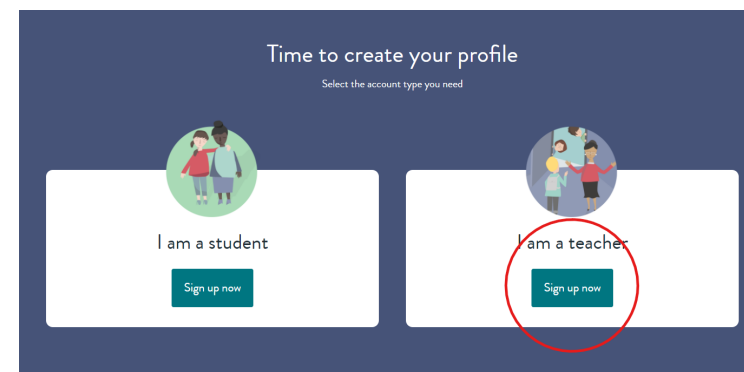 Time to create your profile
Select the account type you need
I am a student
Sign up now
I am a teacher
Sign up now